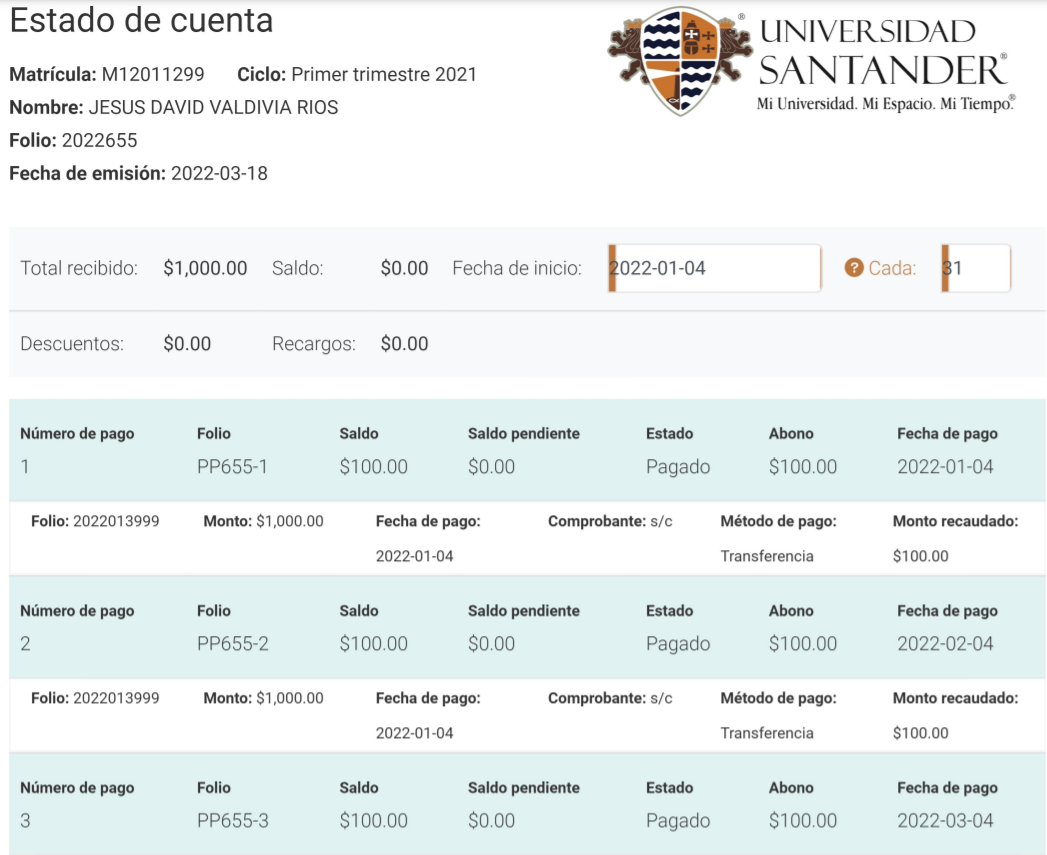 Estado de cuenta
UNIVERSIDAD
SANTANDER®
Mi Universidad. Mi Espacio. Mi Tiempo.®
Matrícula: M12011299 Ciclo: Primer trimestre 2021
Nombre: JESUS DAVID VALDIVIA RIOS
Folio: 2022655
Fecha de emisión: 2022-03-18
Total recibido: $1,000.00 Saldo: $0.00 Fecha de inicio: 2022-01-04 ? Cada: 31
Descuentos: $0.00 Recargos: $0.00
Número de pago Folio Saldo Saldo pendiente Estado Abono Fecha de pago
1 PP655-1 $100.00 $0.00 Pagado $100.00 2022-01-04
Folio: 2022013999 Monto: $1,000.00 Fecha de pago: Comprobante: s/c Método de pago: Monto recaudado:
2022-01-04 Transferencia $100.00
Número de pago Folio Saldo Saldo pendiente Estado Abono Fecha de pago
2 PP655-2 $100.00 $0.00 Pagado $100.00 2022-02-04
Folio: 2022013999 Monto: $1,000.00 Fecha de pago: Comprobante: s/c Método de pago: Monto recaudado:
2022-01-04 Transferencia $100.00
Número de pago Folio Saldo Saldo pendiente Estado Abono Fecha de pago
3 PP655-3 $100.00 $0.00 Pagado $100.00 2022-03-04